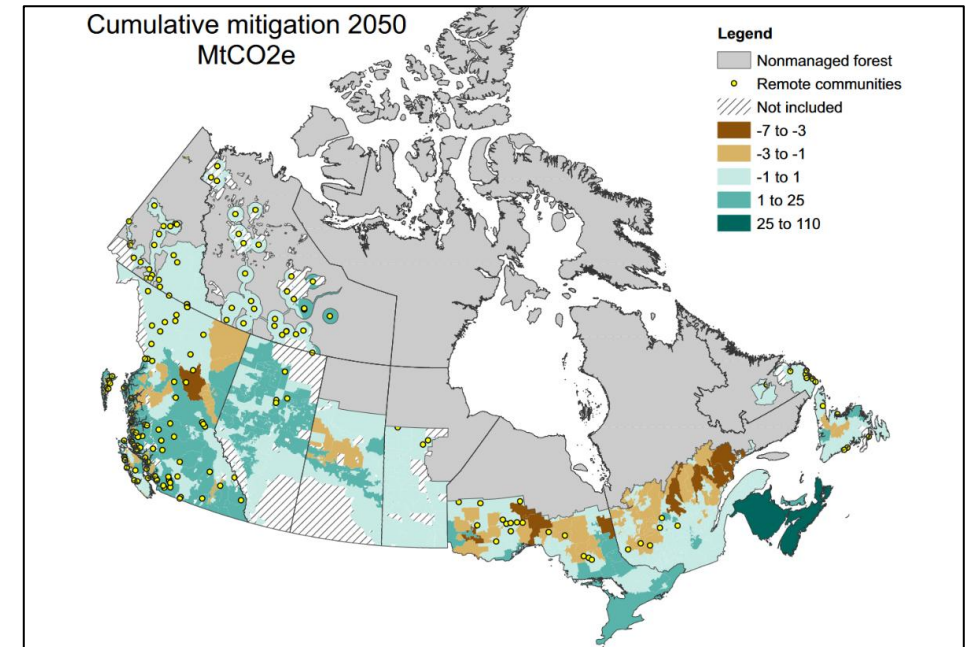 Cumulative mitigation 2050
MtCO2e
Legend
Nonmanaged forest
Remote communities
Not included
-7 to -3
-3 to -1
-1 to 1
1 to 25
25 to 110